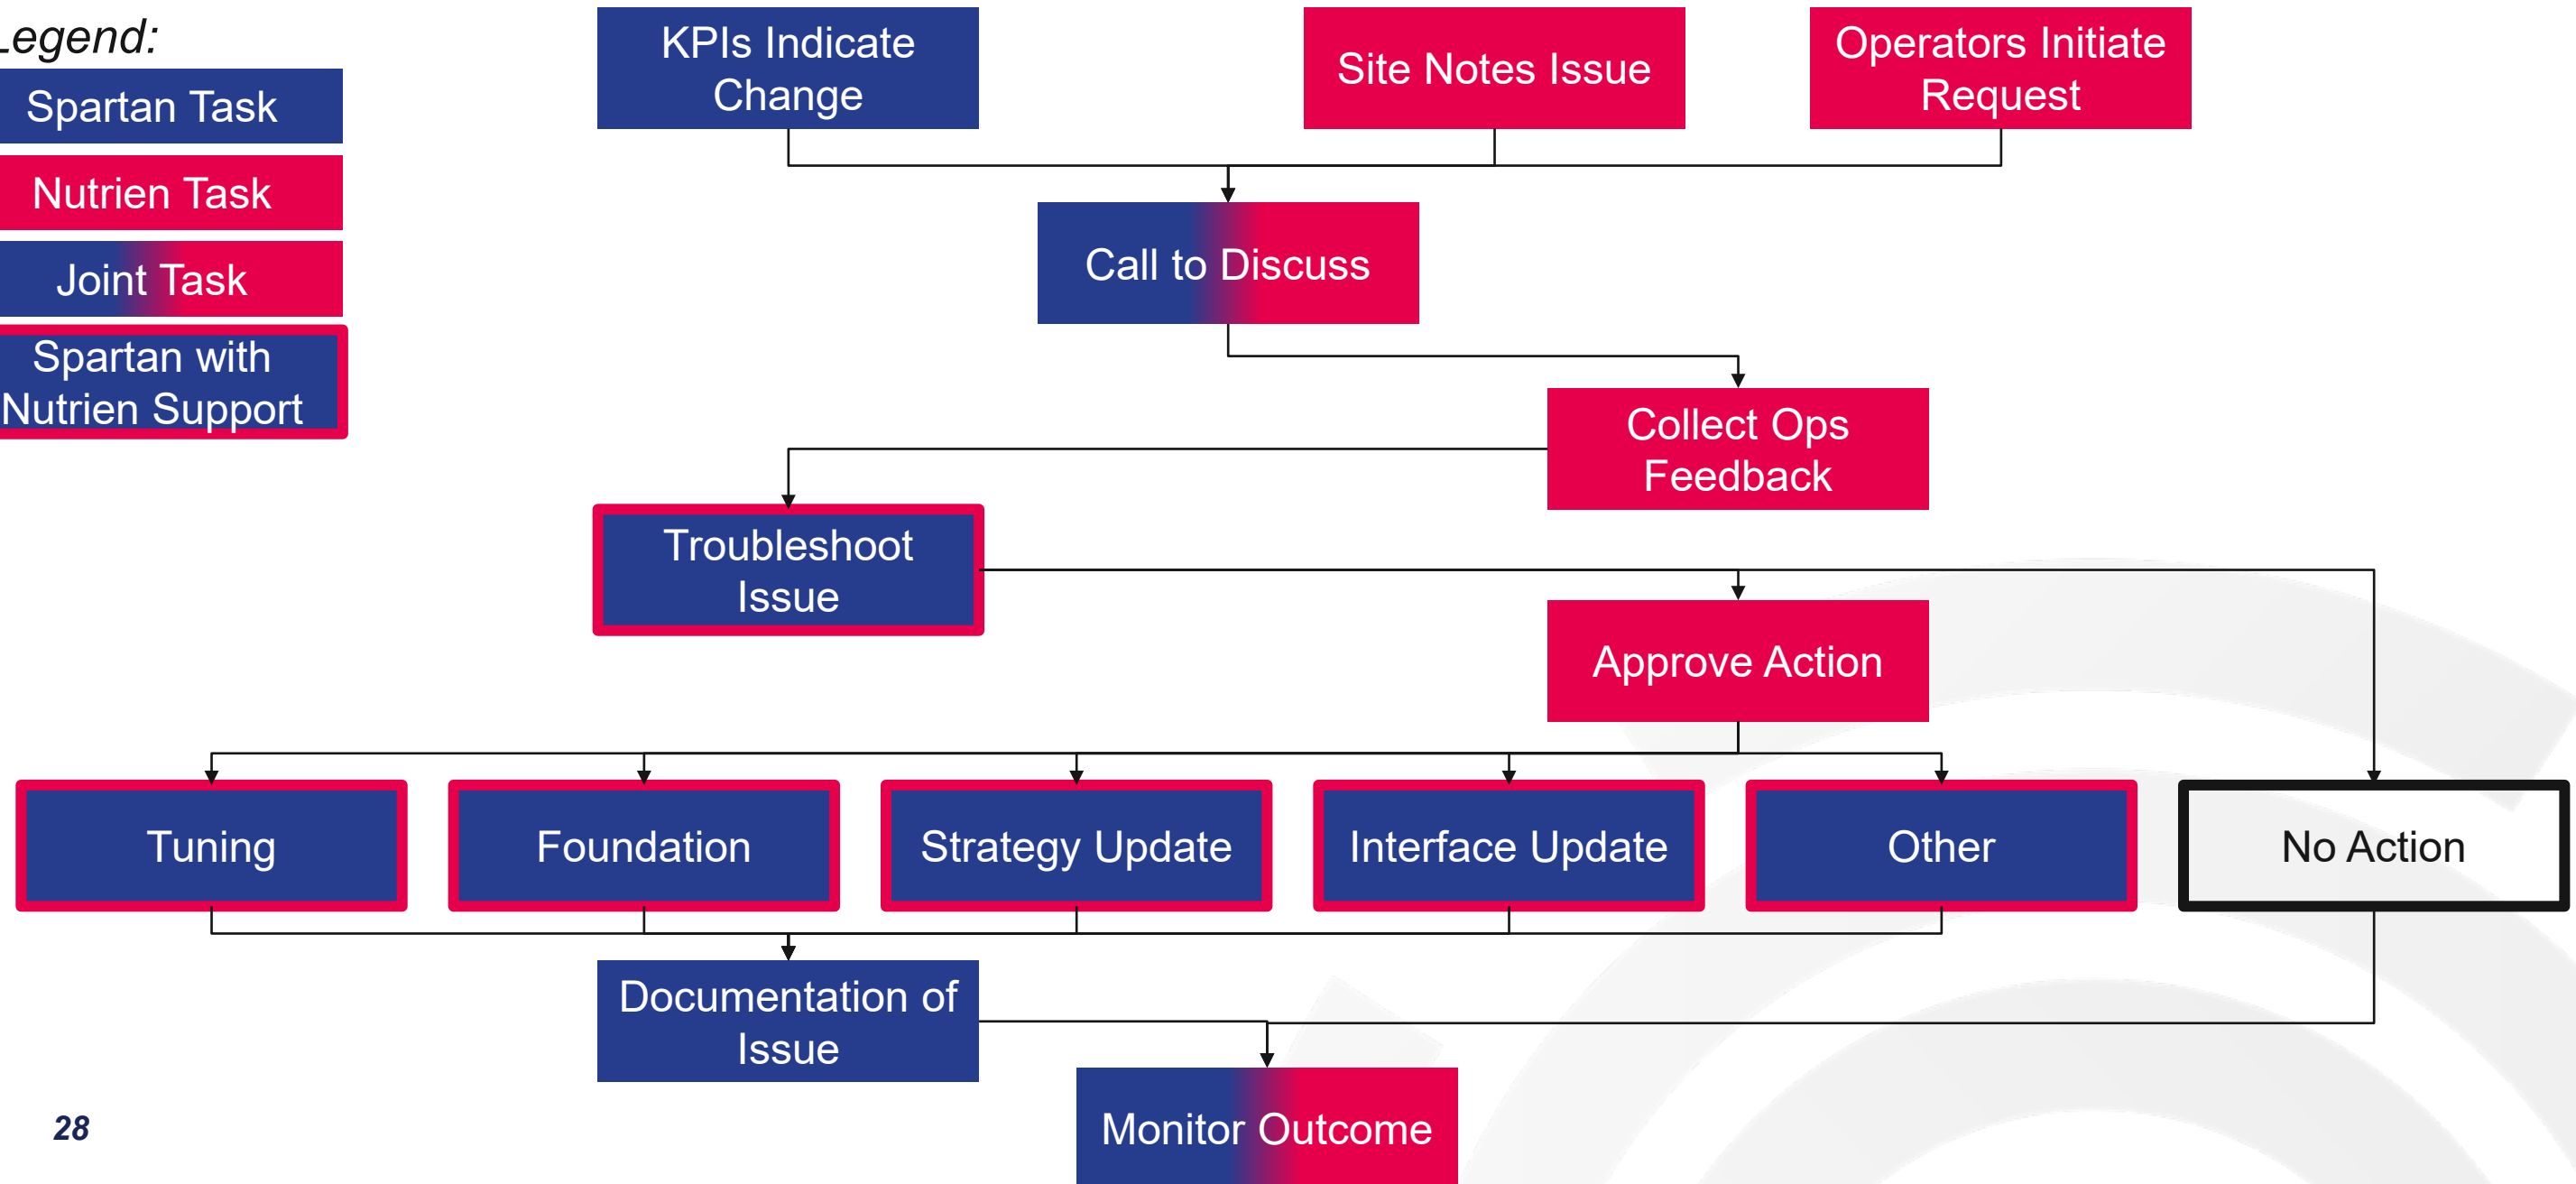 Legend:
Spartan Task
Nutrien Task
Joint Task
Spartan with
Nutrien Support
KPIs Indicate
Change
Site Notes Issue
Operators Initiate
Request
Call to Discuss
Collect Ops
Feedback
Troubleshoot
Issue
Approve Action
Tuning
Foundation
Strategy Update
Interface Update
Other
No Action
Documentation of
Issue
Monitor Outcome
28